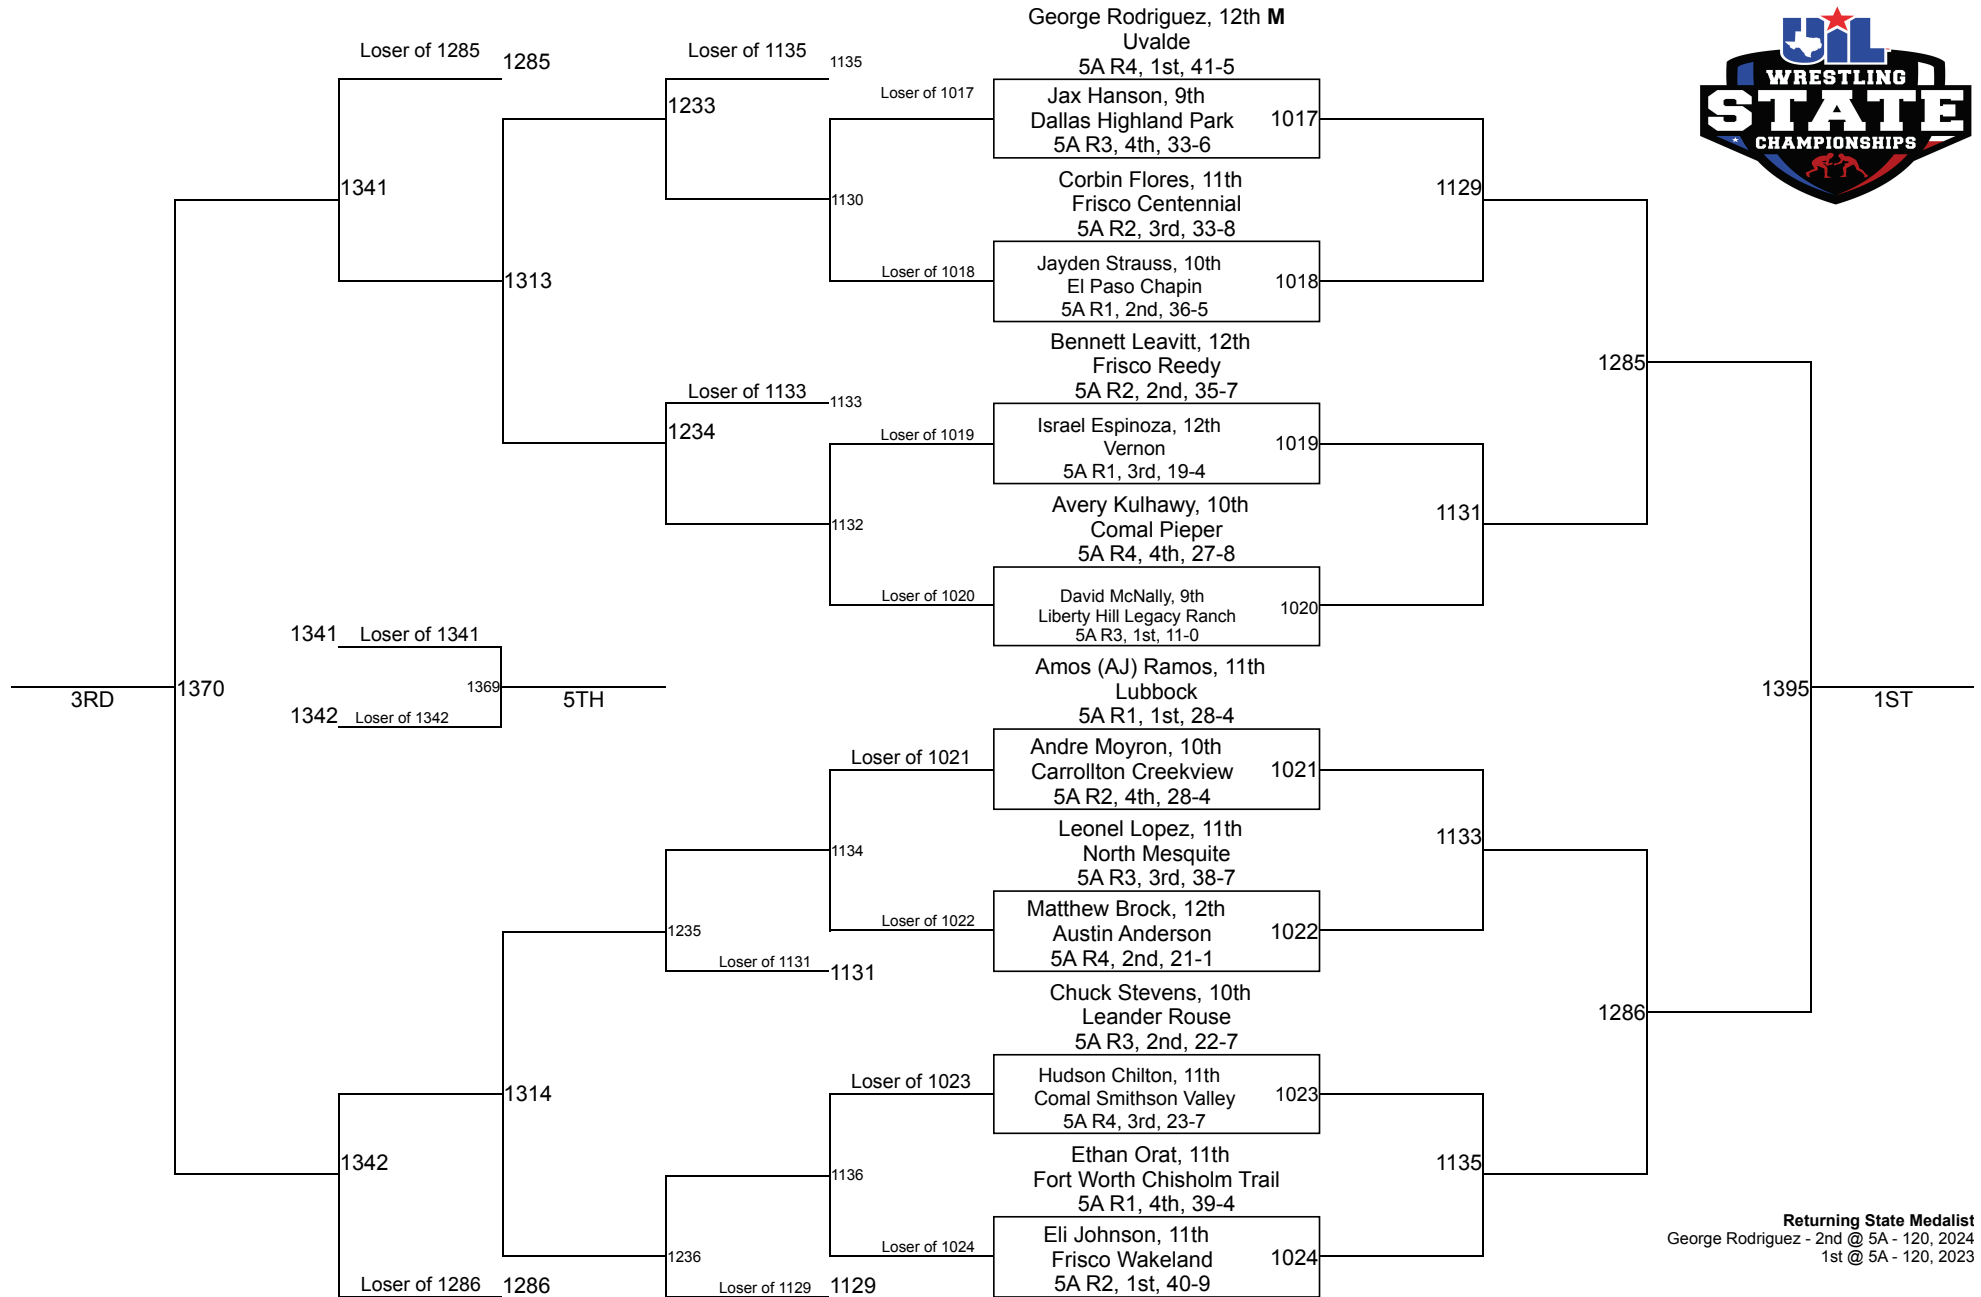 George Rodriguez, 12th M
Uvalde
5A R4, 1st, 41-5
UIL
WRESTLING
STATE
CHAMPIONSHIPS
Loser of 1285
1285
Loser of 1135
1135
1233
Loser of 1017
Jax Hanson, 9th
Dallas Highland Park
5A R3, 4th, 33-6
1017
1341
1130
Corbin Flores, 11th
Frisco Centennial
5A R2, 3rd, 33-8
1129
1313
Loser of 1018
Jayden Strauss, 10th
El Paso Chapin
5A R1, 2nd, 36-5
1018
Bennett Leavitt, 12th
Frisco Reedy
5A R2, 2nd, 35-7
1285
Loser of 1133
1133
1234
Loser of 1019
Israel Espinoza, 12th
Vernon
5A R1, 3rd, 19-4
1019
1132
Avery Kulhawy, 10th
Comal Pieper
5A R4, 4th, 27-8
1131
Loser of 1020
David McNally, 9th
Liberty Hill Legacy Ranch
5A R3, 1st, 11-0
1020
1341
Loser of 1341
Amos (AJ) Ramos, 11th
Lubbock
5A R1, 1st, 28-4
3RD
1370
1369
5TH
1395
1ST
1342
Loser of 1342
Loser of 1021
Andre Moyron, 10th
Carrollton Creekview
5A R2, 4th, 28-4
1021
1134
Leonel Lopez, 11th
North Mesquite
5A R3, 3rd, 38-7
1133
1235
Loser of 1022
Matthew Brock, 12th
Austin Anderson
5A R4, 2nd, 21-1
1022
Loser of 1131
1131
Chuck Stevens, 10th
Leander Rouse
5A R3, 2nd, 22-7
1286
1314
Loser of 1023
Hudson Chilton, 11th
Comal Smithson Valley
5A R4, 3rd, 23-7
1023
1342
1136
Ethan Orat, 11th
Fort Worth Chisholm Trail
5A R1, 4th, 39-4
1135
1236
Loser of 1024
Eli Johnson, 11th
Frisco Wakeland
5A R2, 1st, 40-9
1024
Loser of 1286
1286
Loser of 1129
1129
Returning State Medalist
George Rodriguez - 2nd @ 5A - 120, 2024
1st @ 5A - 120, 2023